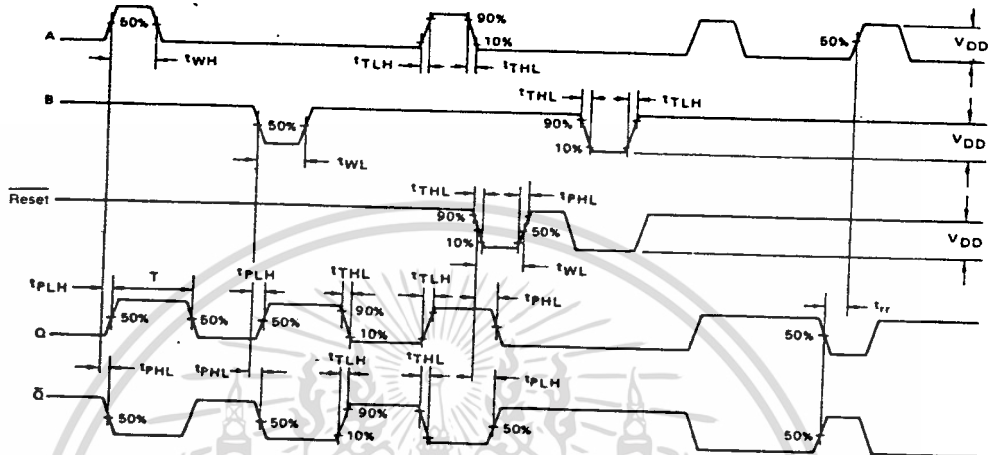 A 50% 90% 10% 50% VDD
tWH tTLH tTHL
B 50% tTHL tTLH 90% 10% VDD
tWL
Reset tTHL tPHL 90% 10% 50% VDD
tWL
tPLH T tPLH tTHL tTLH tPHL trr
Q 50% 50% 50% 90% 10% 50%
tPHL tPHL tTLH tTHL tPLH
Q̄ 50% 50% 90% 10% 50%